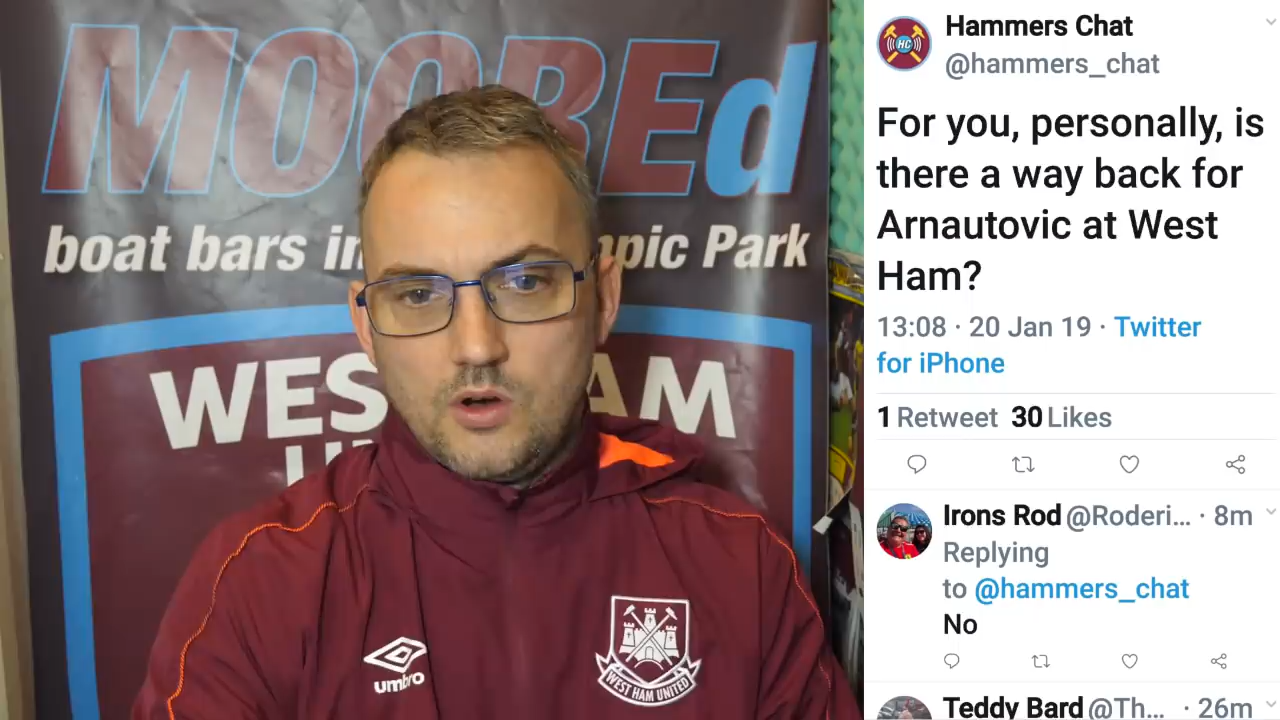 MOOREd
boat bars in
pic Park
WES
AM
U
umbro
WEST HAM UNITED
HC
Hammers Chat
@hammers_chat
For you, personally, is
there a way back for
Arnautovic at West
Ham?
13:08 · 20 Jan 19 · Twitter
for iPhone
1 Retweet 30 Likes
Irons Rod @Roderi... · 8m
Replying
to @hammers_chat
No
Teddy Bard @Th... · 26m